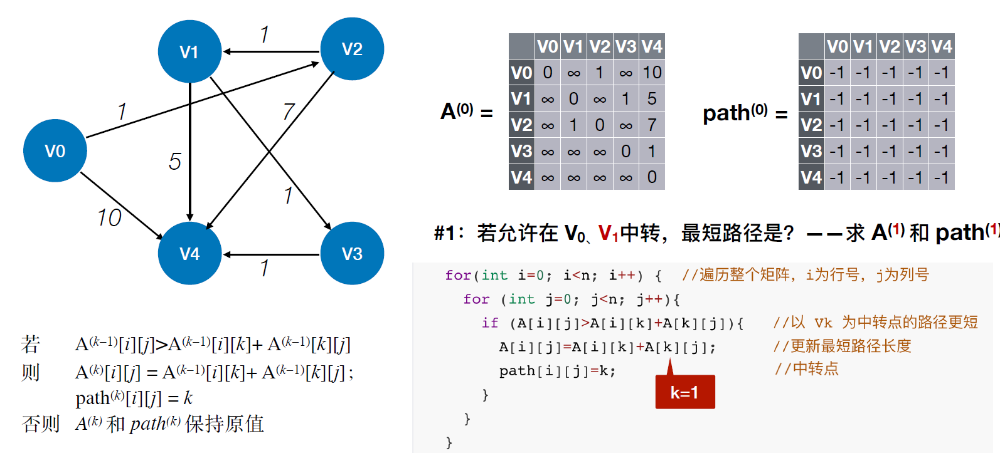 V1
V2
V0
V4
V3
1
1
7
5
1
10
1
A(0) =
V0 V1 V2 V3 V4
V0 0 ∞ 1 ∞ 10
V1 ∞ 0 ∞ 1 5
V2 ∞ 1 0 ∞ 7
V3 ∞ ∞ ∞ 0 1
V4 ∞ ∞ ∞ ∞ 0
path(0) =
V0 V1 V2 V3 V4
V0 -1 -1 -1 -1 -1
V1 -1 -1 -1 -1 -1
V2 -1 -1 -1 -1 -1
V3 -1 -1 -1 -1 -1
V4 -1 -1 -1 -1 -1
#1：若允许在 V0、V1中转，最短路径是？——求 A(1) 和 path(1)
for(int i=0; i<n; i++) { //遍历整个矩阵，i为行号，j为列号
for (int j=0; j<n; j++){
if (A[i][j]>A[i][k]+A[k][j]){ //以 Vk 为中转点的路径更短
A[i][j]=A[i][k]+A[k][j]; //更新最短路径长度
path[i][j]=k; //中转点
}
}
}
k=1
若 A(k−1)[i][j]>A(k−1)[i][k]+ A(k−1)[k][j]
则 A(k)[i][j] = A(k−1)[i][k]+ A(k−1)[k][j];
path(k)[i][j] = k
否则 A(k) 和 path(k) 保持原值